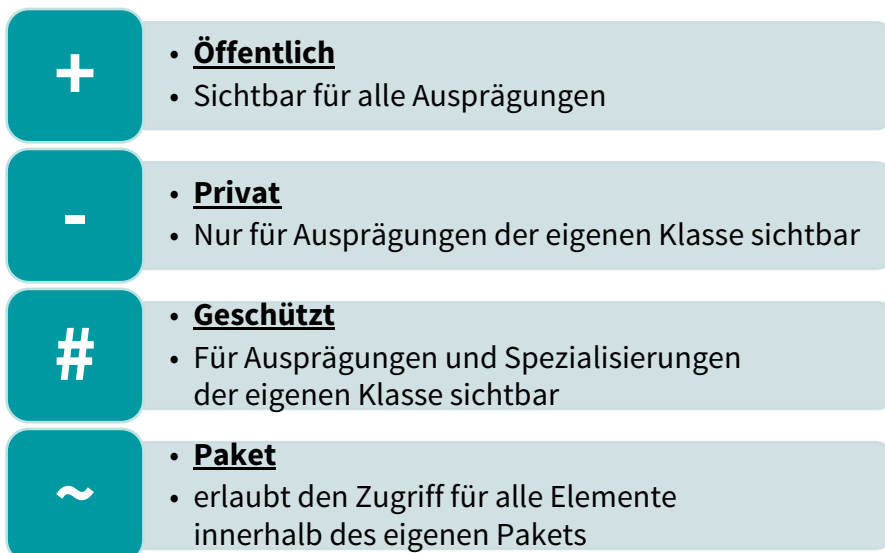 +
• Öffentlich
• Sichtbar für alle Ausprägungen
-
• Privat
• Nur für Ausprägungen der eigenen Klasse sichtbar
#
• Geschützt
• Für Ausprägungen und Spezialisierungen
der eigenen Klasse sichtbar
~
• Paket
• erlaubt den Zugriff für alle Elemente
innerhalb des eigenen Pakets